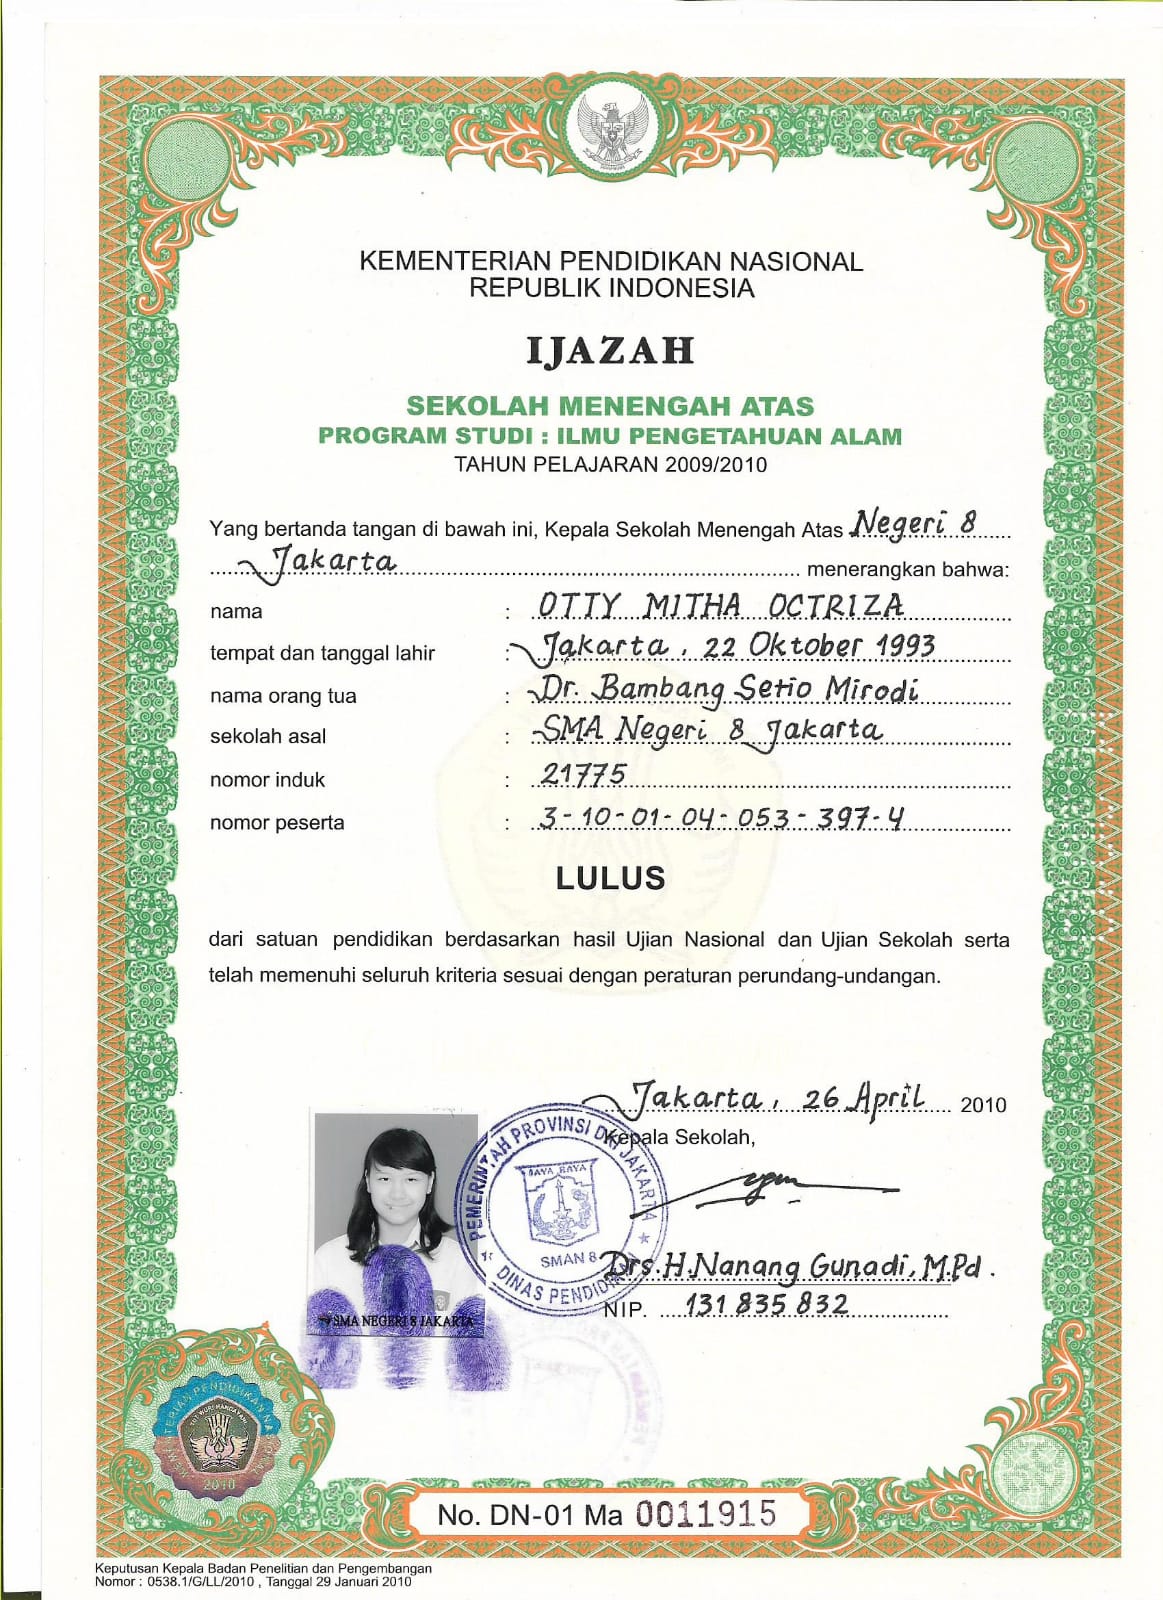 KEMENTERIAN PENDIDIKAN NASIONAL
REPUBLIK INDONESIA
IJAZAH
SEKOLAH MENENGAH ATAS
PROGRAM STUDI : ILMU PENGETAHUAN ALAM
TAHUN PELAJARAN 2009/2010
Yang bertanda tangan di bawah ini, Kepala Sekolah Menengah Atas Negeri 8
Jakarta menerangkan bahwa:
nama : OTTY MITHA OCTRIZA
tempat dan tanggal lahir : Jakarta, 22 Oktober 1993
nama orang tua : Dr. Bambang Setio Mirodi
sekolah asal : SMA Negeri 8 Jakarta
nomor induk : 21775
nomor peserta : 3-10-01-04-053-397-4
LULUS
dari satuan pendidikan berdasarkan hasil Ujian Nasional dan Ujian Sekolah serta
telah memenuhi seluruh kriteria sesuai dengan peraturan perundang-undangan.
Jakarta, 26 April 2010
Kepala Sekolah,
PEMERINTAH PROVINSI DKI JAKARTA
JAYA RAYA
SMAN 8
DINAS PENDIDIKAN
Drs. H. Nanang Gunadi, M.Pd.
NIP. 131 835 832
SMA NEGERI 8 JAKARTA
TUT WURI HANDAYANI
2010
No. DN-01 Ma 0011915
Keputusan Kepala Badan Penelitian dan Pengembangan
Nomor : 0538.1/G/LL/2010 , Tanggal 29 Januari 2010